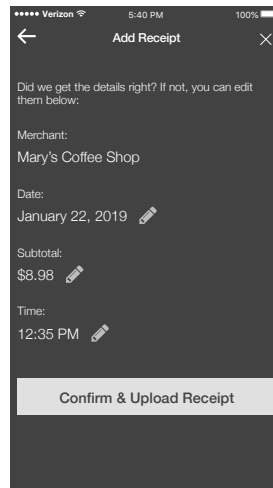 Verizon 5:40 PM 100%
Add Receipt
Did we get the details right? If not, you can edit
them below:
Merchant:
Mary's Coffee Shop
Date:
January 22, 2019
Subtotal:
$8.98
Time:
12:35 PM
Confirm & Upload Receipt